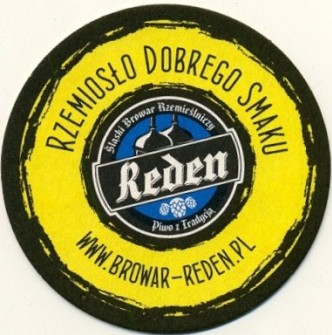 RZEMIOSŁO DOBREGO SMAKU
Śląski Browar Rzemieślniczy
Reden
Piwo z Tradycją
WWW.BROWAR-REDEN.PL